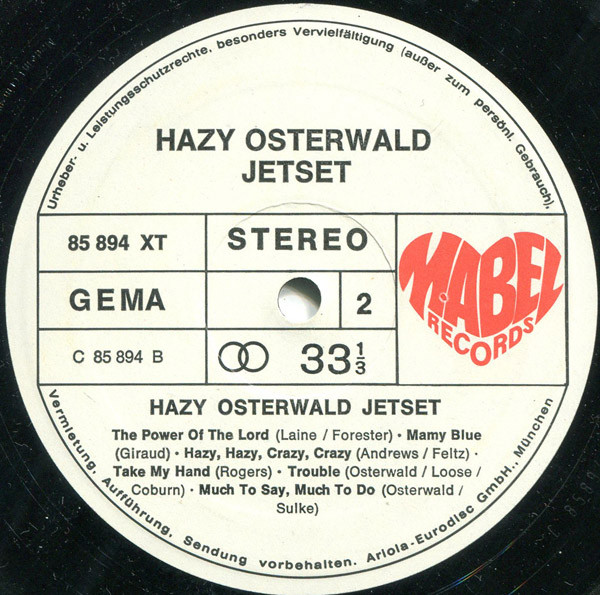 Urheber- u. Leistungsschutzrechte, besonders Vervielfältigung (außer zum persönl. Gebrauch),
HAZY OSTERWALD
JETSET
85 894 XT
STEREO
MABEL
RECORDS
GEMA
2
C 85 894 B
33 1/3
HAZY OSTERWALD JETSET
The Power Of The Lord (Laine / Forester) · Mamy Blue
(Giraud) · Hazy, Hazy, Crazy, Crazy (Andrews / Feltz) ·
Take My Hand (Rogers) · Trouble (Osterwald / Loose /
Coburn) · Much To Say, Much To Do (Osterwald /
Sulke)
Vermietung, Aufführung, Sendung vorbehalten. Ariola-Eurodisc GmbH., München